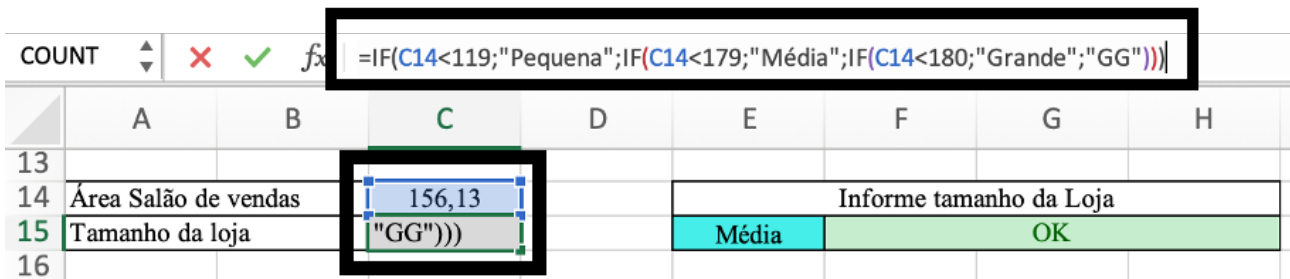 COUNT fx =IF(C14<119;"Pequena";IF(C14<179;"Média";IF(C14<180;"Grande";"GG")))
A B C D E F G H
13
14 Área Salão de vendas 156,13 Informe tamanho da Loja
15 Tamanho da loja "GG"))) Média OK
16